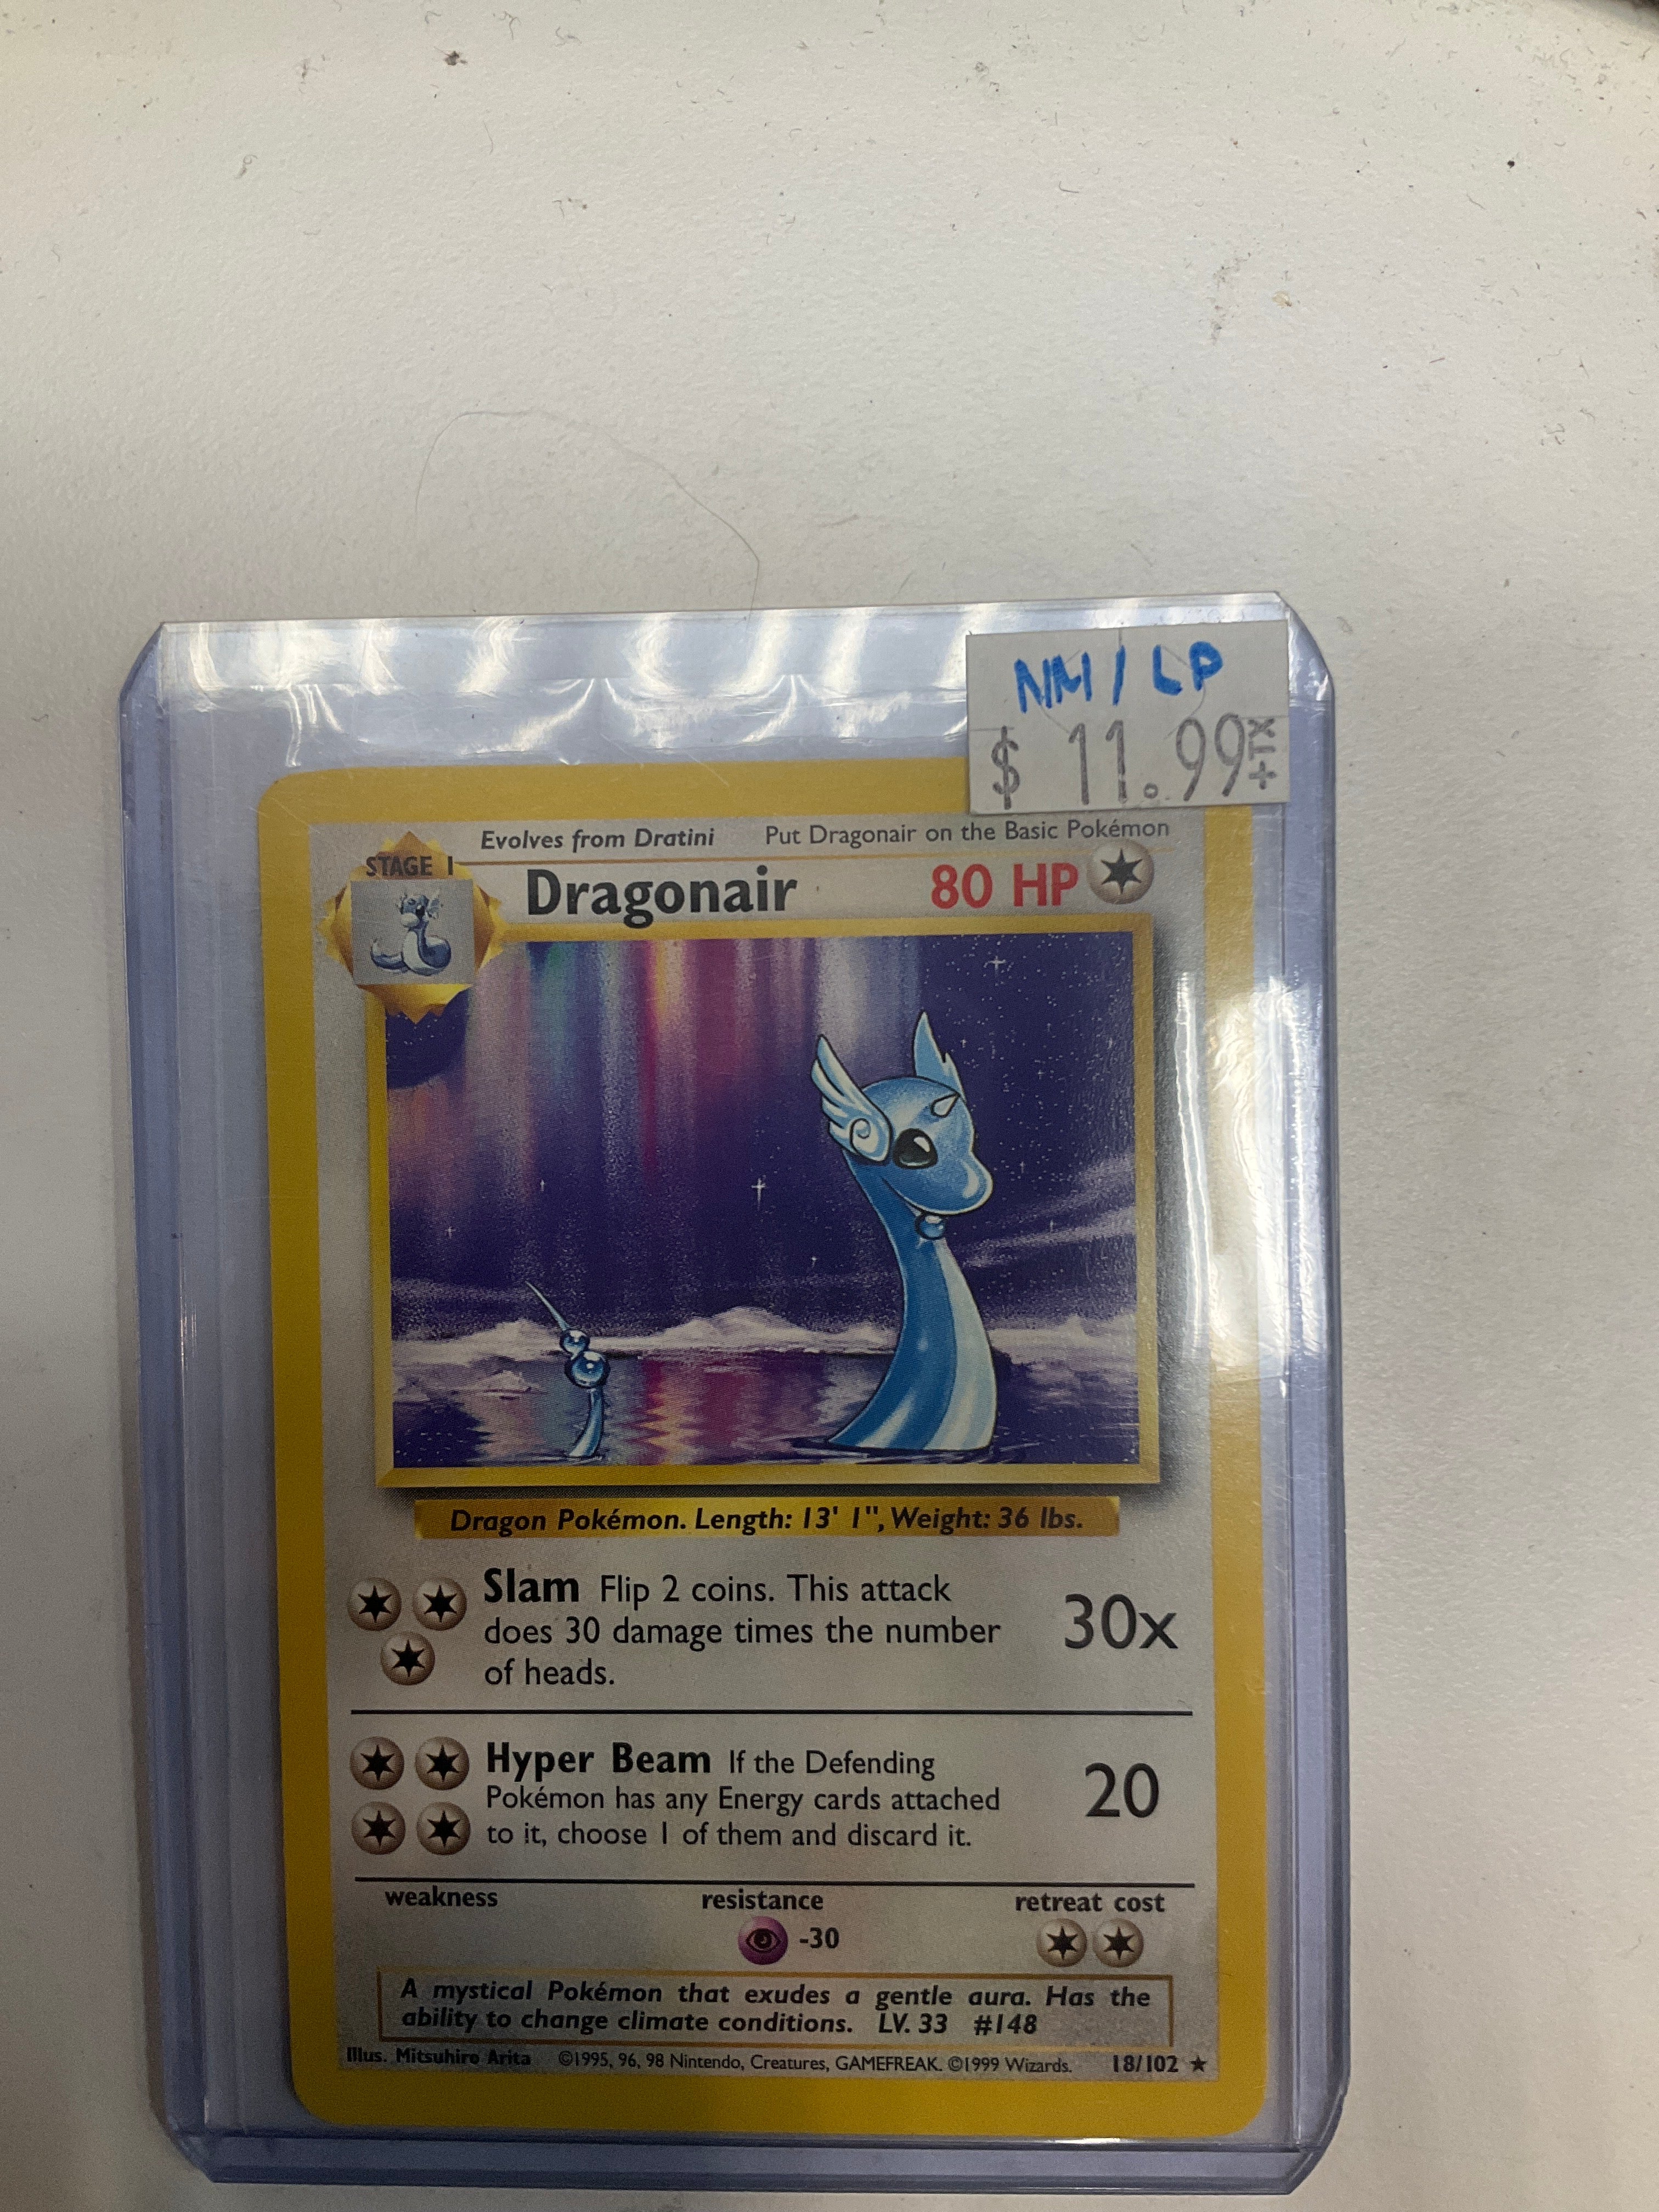 NM / LP
$ 11.99 +TX
Evolves from Dratini Put Dragonair on the Basic Pokémon
STAGE 1
Dragonair 80 HP
Dragon Pokémon. Length: 13' 1", Weight: 36 lbs.
Slam Flip 2 coins. This attack
does 30 damage times the number
of heads.
30x
Hyper Beam If the Defending
Pokémon has any Energy cards attached
to it, choose 1 of them and discard it.
20
weakness resistance retreat cost
-30
A mystical Pokémon that exudes a gentle aura. Has the
ability to change climate conditions. LV. 33 #148
Illus. Mitsuhiro Arita ©1995, 96, 98 Nintendo, Creatures, GAMEFREAK. ©1999 Wizards. 18/102 ★